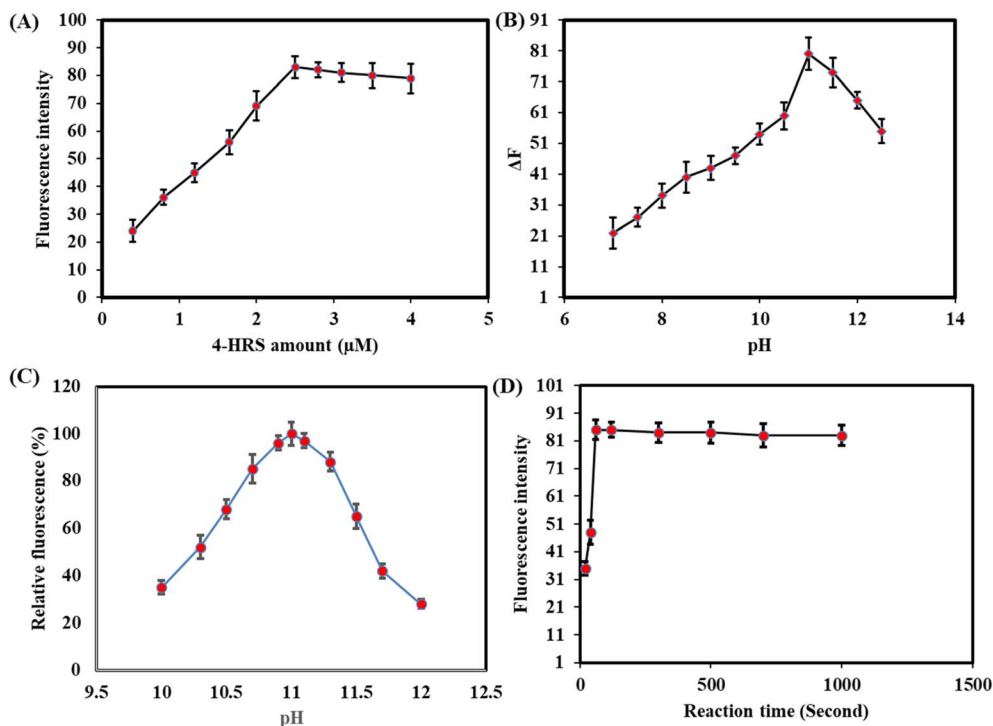 (A)
100
90
80
70
60
50
40
30
20
10
0
Fluorescence intensity
0 1 2 3 4 5
4-HRS amount (µM)
(B)
91
81
71
61
51
41
31
21
11
1
ΔF
6 8 10 12 14
pH
(C)
120
100
80
60
40
20
0
Relative fluorescence (%)
9.5 10 10.5 11 11.5 12 12.5
pH
(D)
101
91
81
71
61
51
41
31
21
11
1
Fluorescence intensity
0 500 1000 1500
Reaction time (Second)